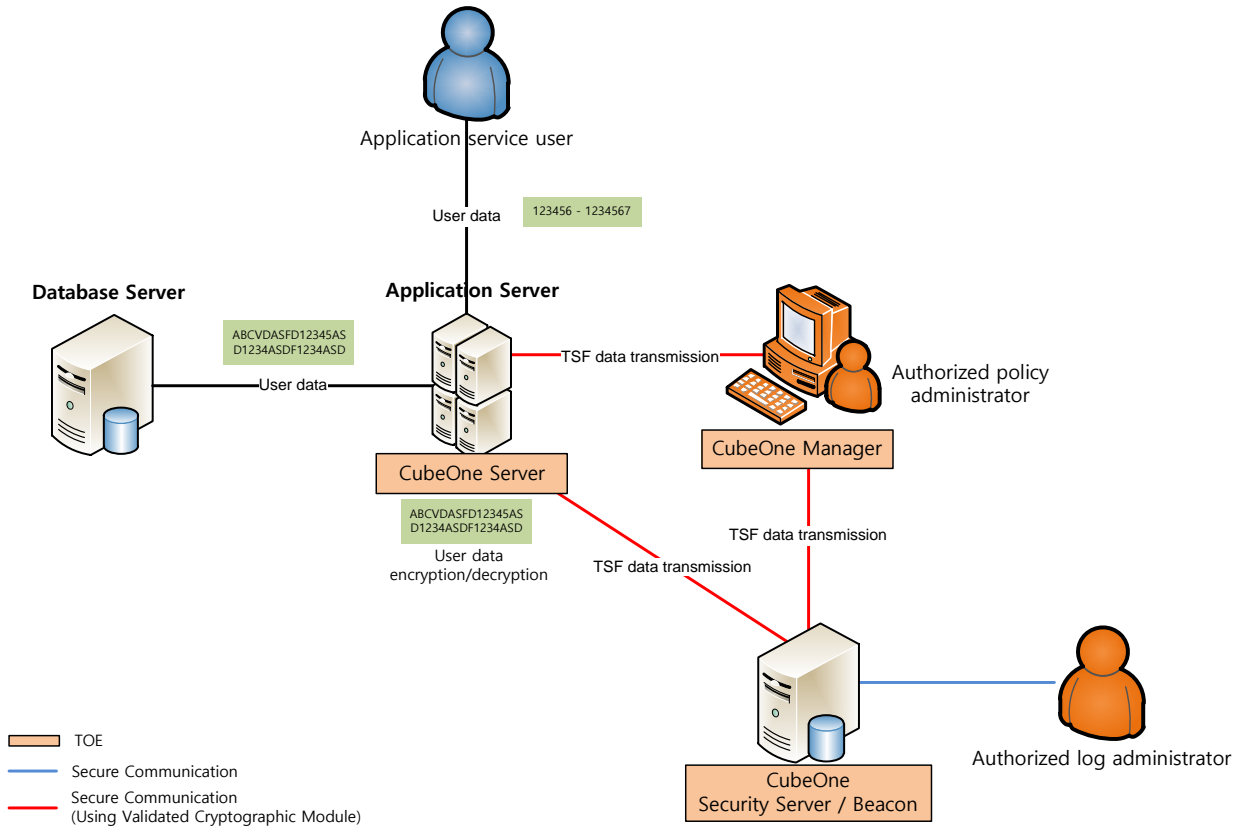 Application service user
User data
123456 - 1234567
Database Server
Application Server
ABCVDASFD12345AS
D1234ASDF1234ASD
User data
TSF data transmission
Authorized policy
administrator
CubeOne Server
CubeOne Manager
ABCVDASFD12345AS
D1234ASDF1234ASD
User data
encryption/decryption
TSF data transmission
TSF data transmission
Authorized log administrator
CubeOne
Security Server / Beacon
TOE
Secure Communication
Secure Communication
(Using Validated Cryptographic Module)